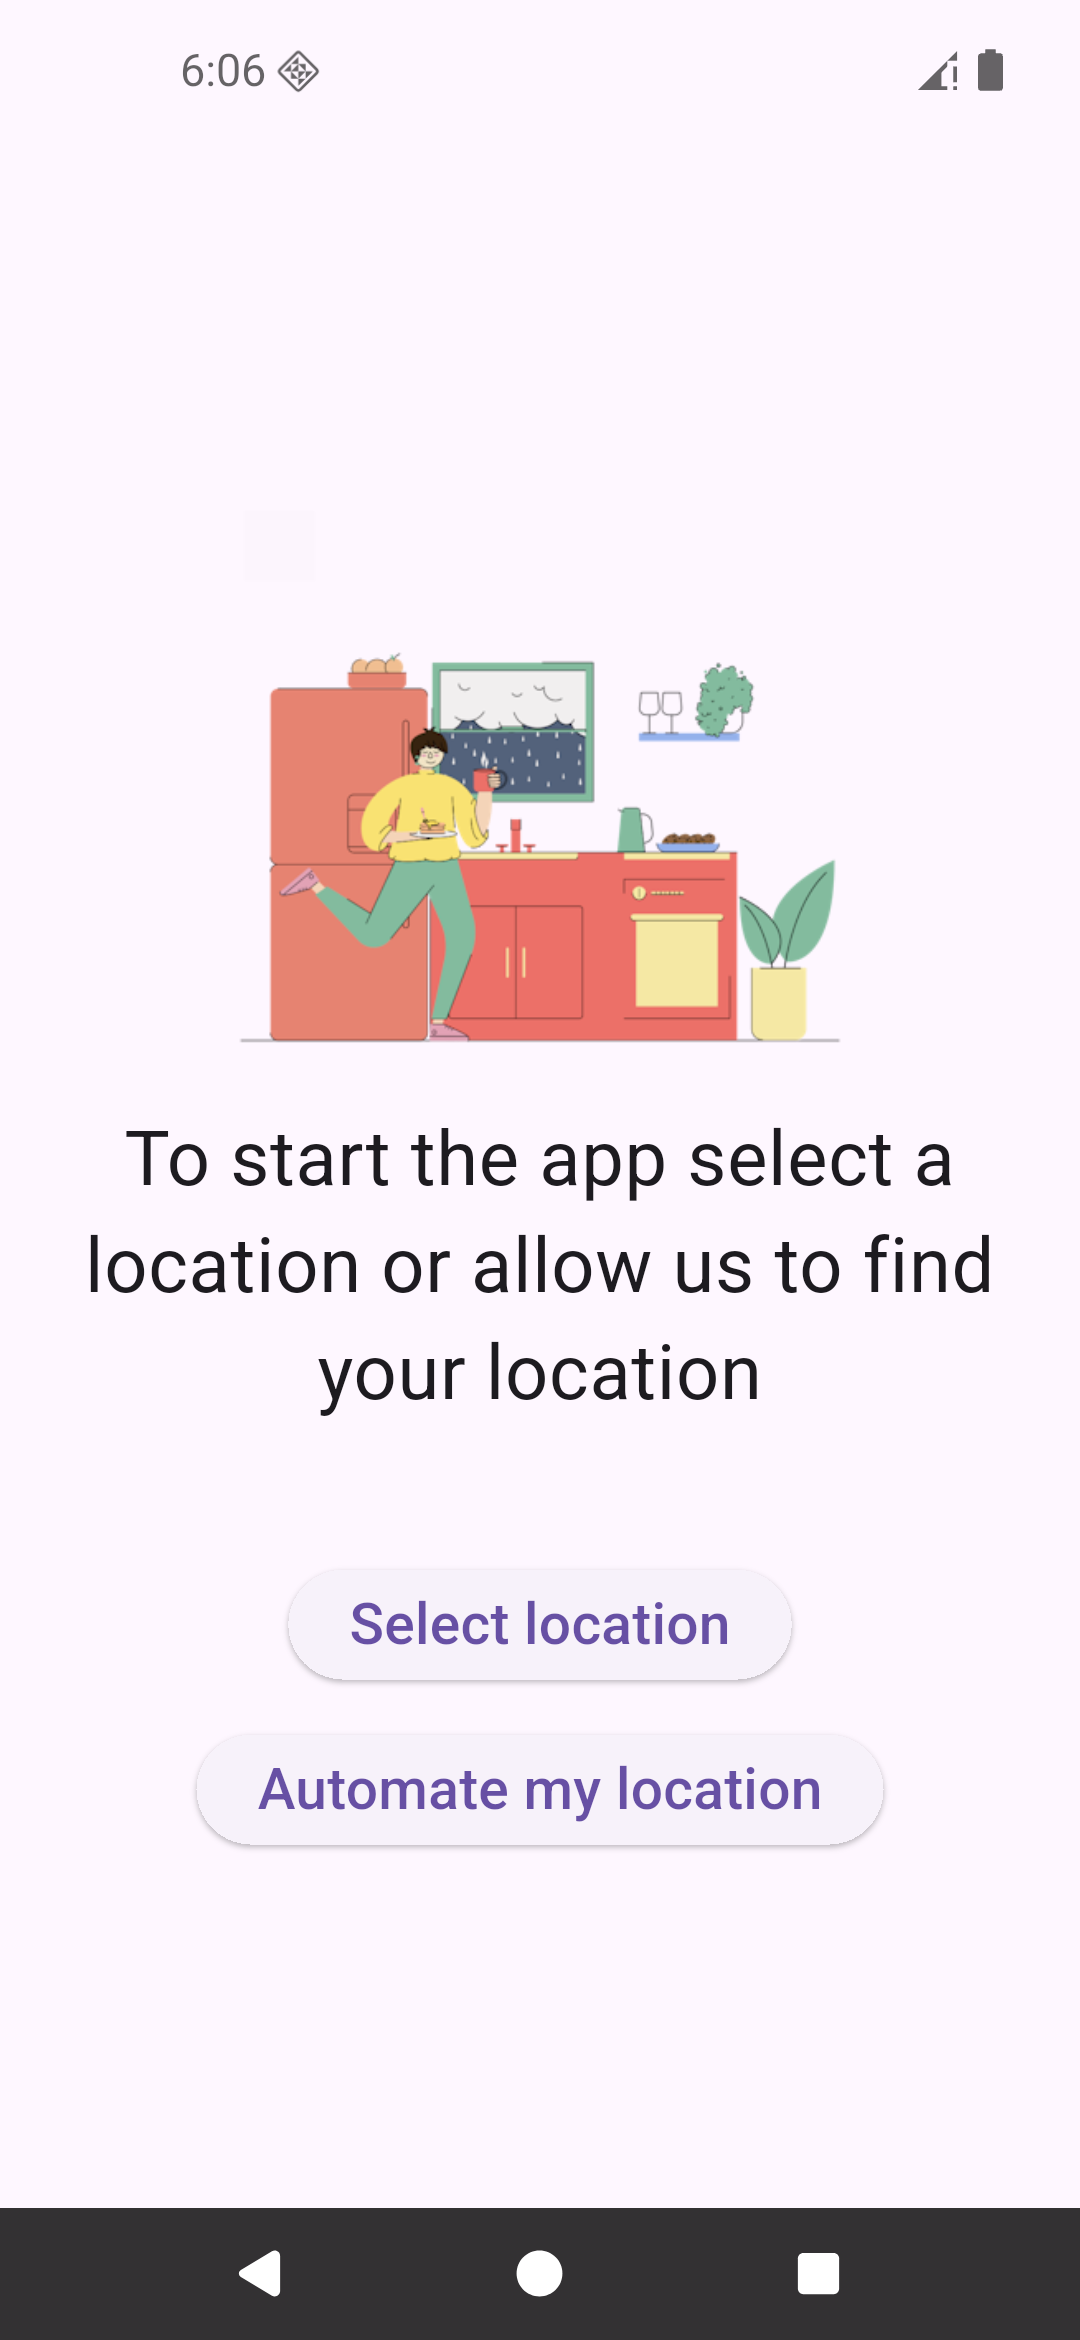 6:06
To start the app select a
location or allow us to find
your location
Select location
Automate my location